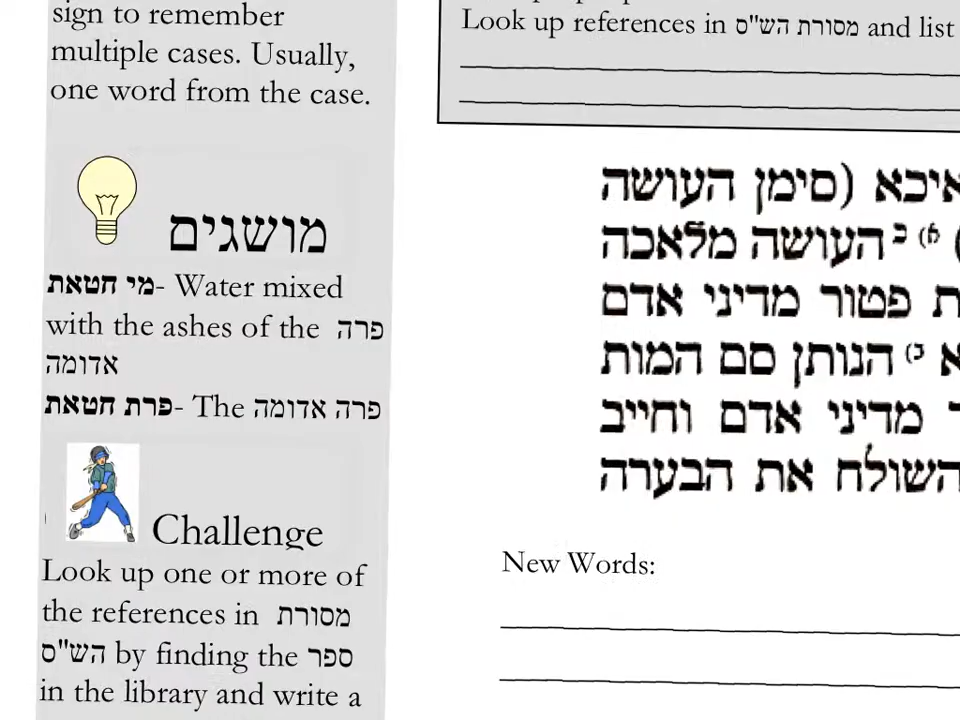 sign to remember
multiple cases. Usually,
one word from the case.
מושגים
מי חטאת- Water mixed
with the ashes of the פרה
אדומה
פרת חטאת- The פרה אדומה
Challenge
Look up one or more of
the references in מסורת
הש"ס by finding the ספר
in the library and write a
Look up references in מסורת הש"ס and list
איכא (סימן העושה
כ העושה מלאכה
פטור מדיני אדם
הנותן סם המות
מדיני אדם וחייב
השולח את הבערה
New Words: